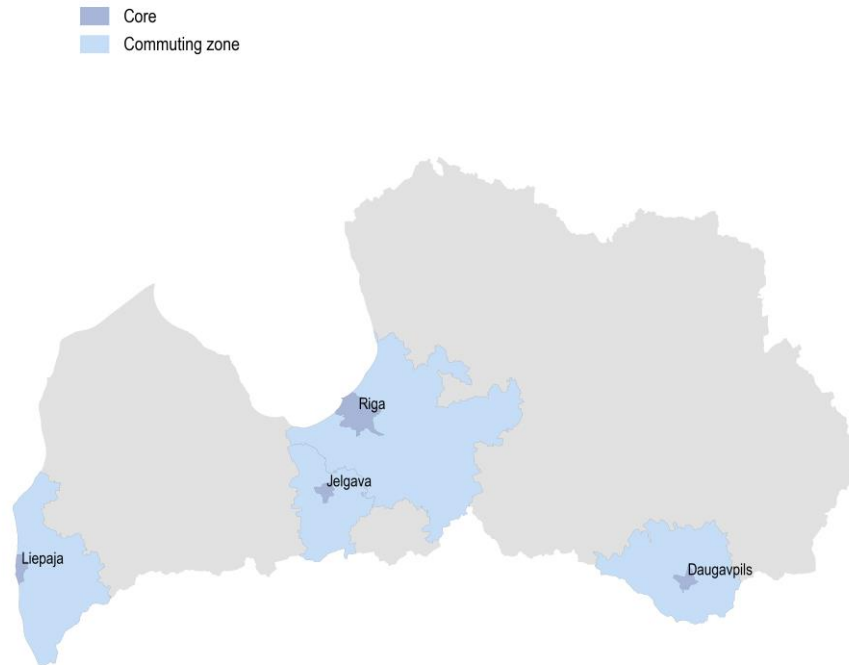 Core
Commuting zone
Riga
Jelgava
Liepaja
Daugavpils